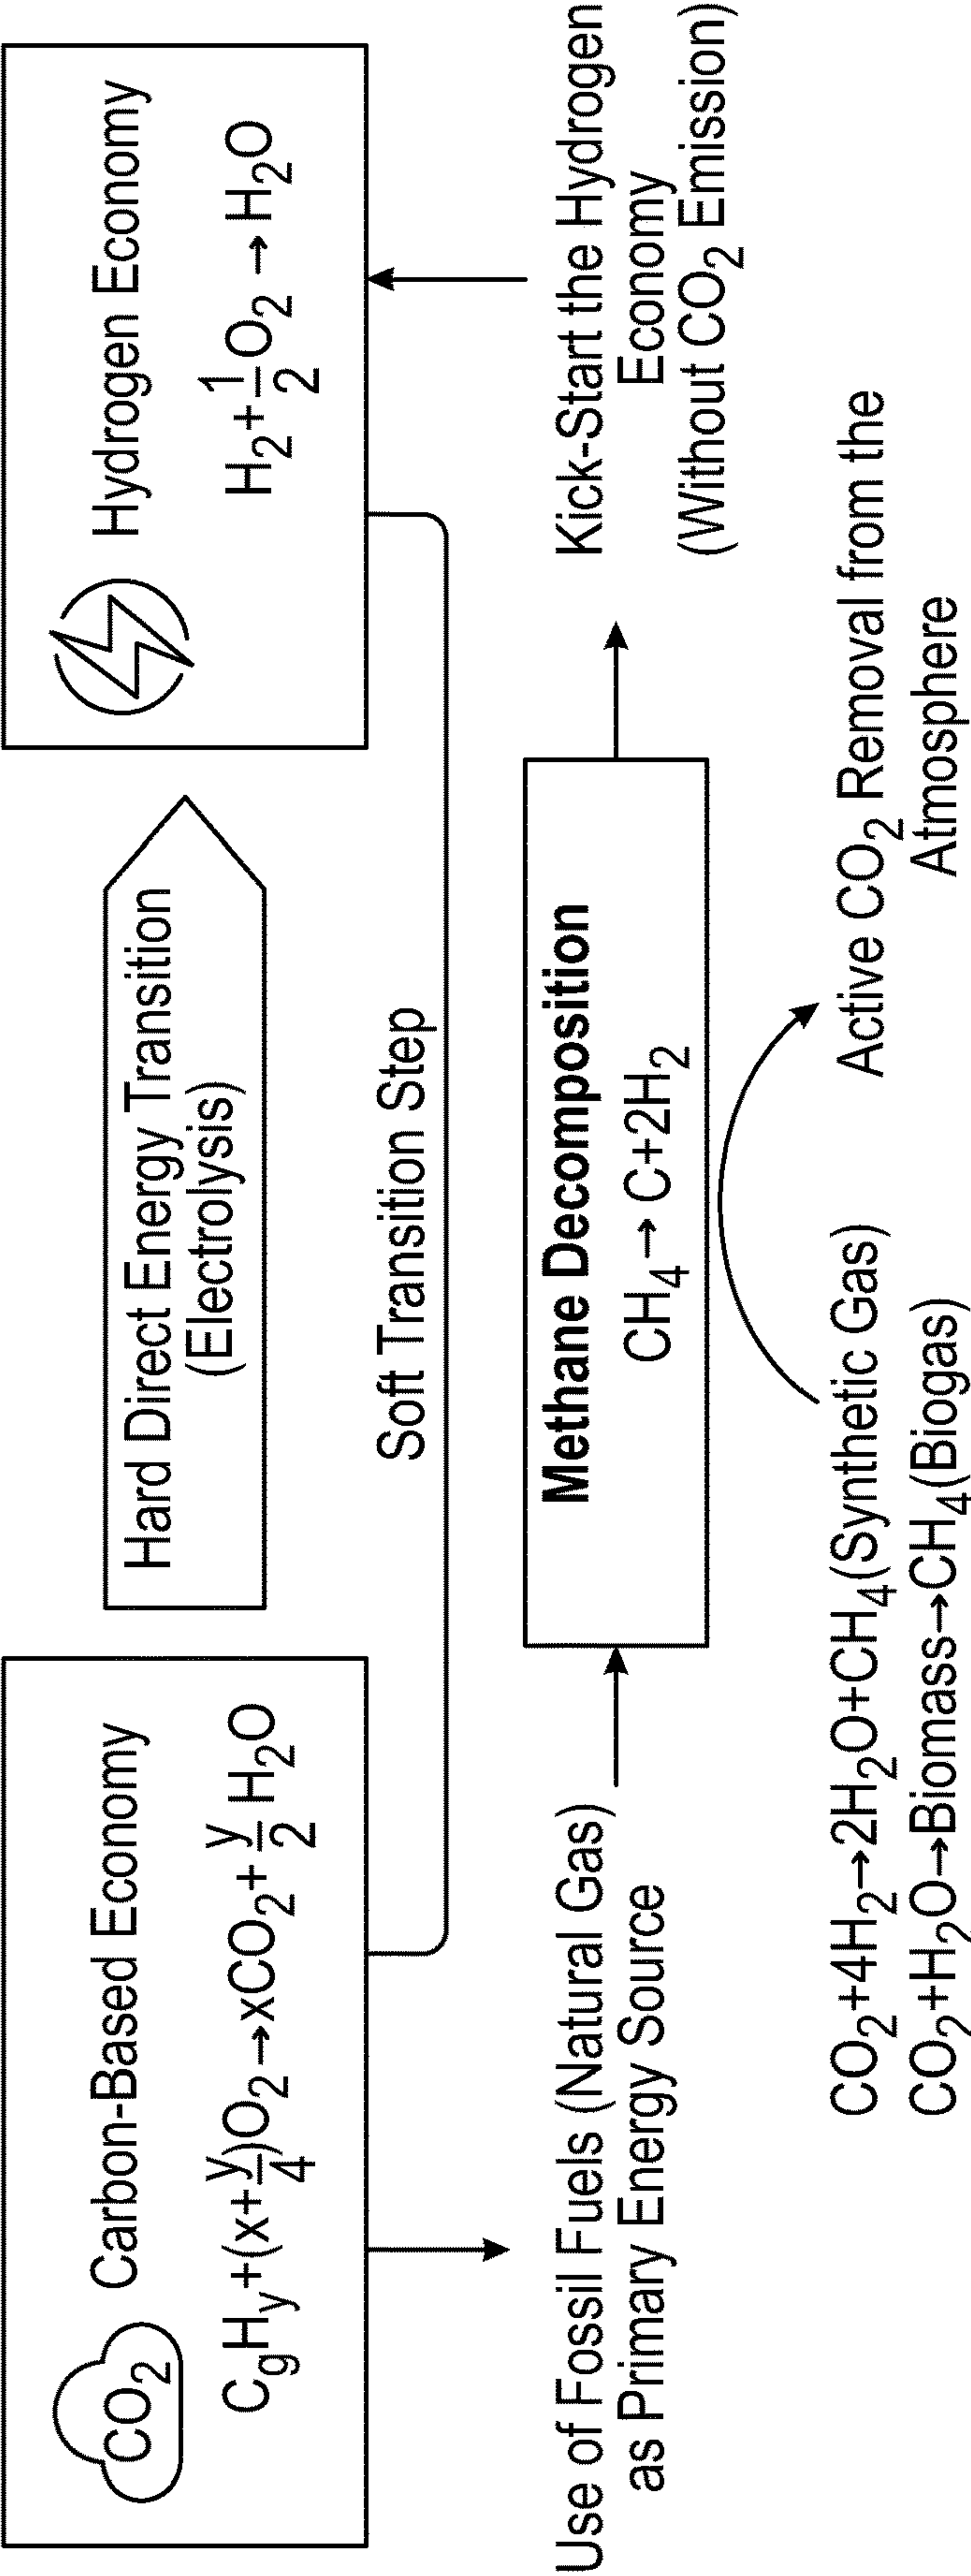 CO2
Carbon-Based Economy
CgHy+(x+y/4)O2→xCO2+y/2 H2O
Hard Direct Energy Transition
(Electrolysis)
Hydrogen Economy
H2+1/2O2→H2O
Soft Transition Step
Use of Fossil Fuels (Natural Gas)
as Primary Energy Source
Methane Decomposition
CH4→C+2H2
Kick-Start the Hydrogen
Economy
(Without CO2 Emission)
CO2+4H2→2H2O+CH4(Synthetic Gas)
CO2+H2O→Biomass→CH4(Biogas)
Active CO2 Removal from the
Atmosphere